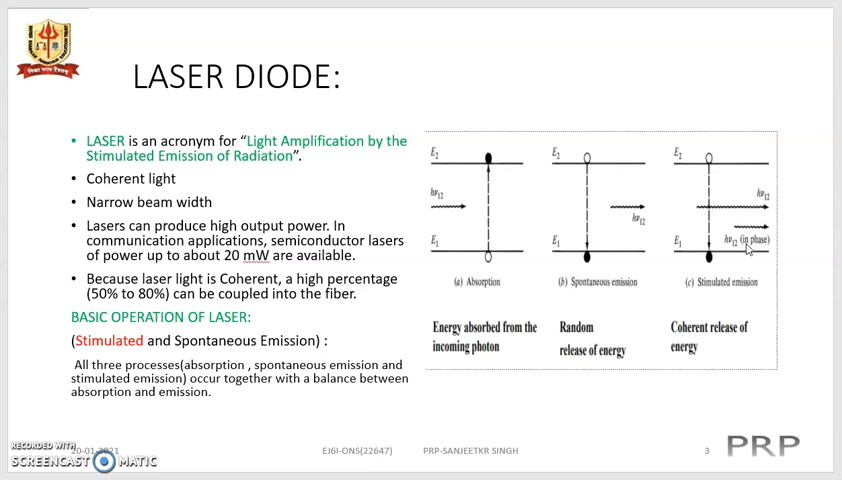 LASER DIODE:
• LASER is an acronym for “Light Amplification by the
Stimulated Emission of Radiation”.
• Coherent light
• Narrow beam width
• Lasers can produce high output power. In
communication applications, semiconductor lasers
of power up to about 20 mW are available.
• Because laser light is Coherent, a high percentage
(50% to 80%) can be coupled into the fiber.
BASIC OPERATION OF LASER:
(Stimulated and Spontaneous Emission) :
All three processes(absorption , spontaneous emission and
stimulated emission) occur together with a balance between
absorption and emission.
E₂
hν₁₂
E₁
(a) Absorption
Energy absorbed from the
incoming photon
E₂
hν₁₂
E₁
(b) Spontaneous emission
Random
release of energy
E₂
hν₁₂
hν₁₂ (in phase)
E₁
(c) Stimulated emission
Coherent release of
energy
20-01-2021
EJ6I-ONS(22647)
PRP-SANJEETKR SINGH
3
PRP
RECORDED WITH
SCREENCAST MATIC